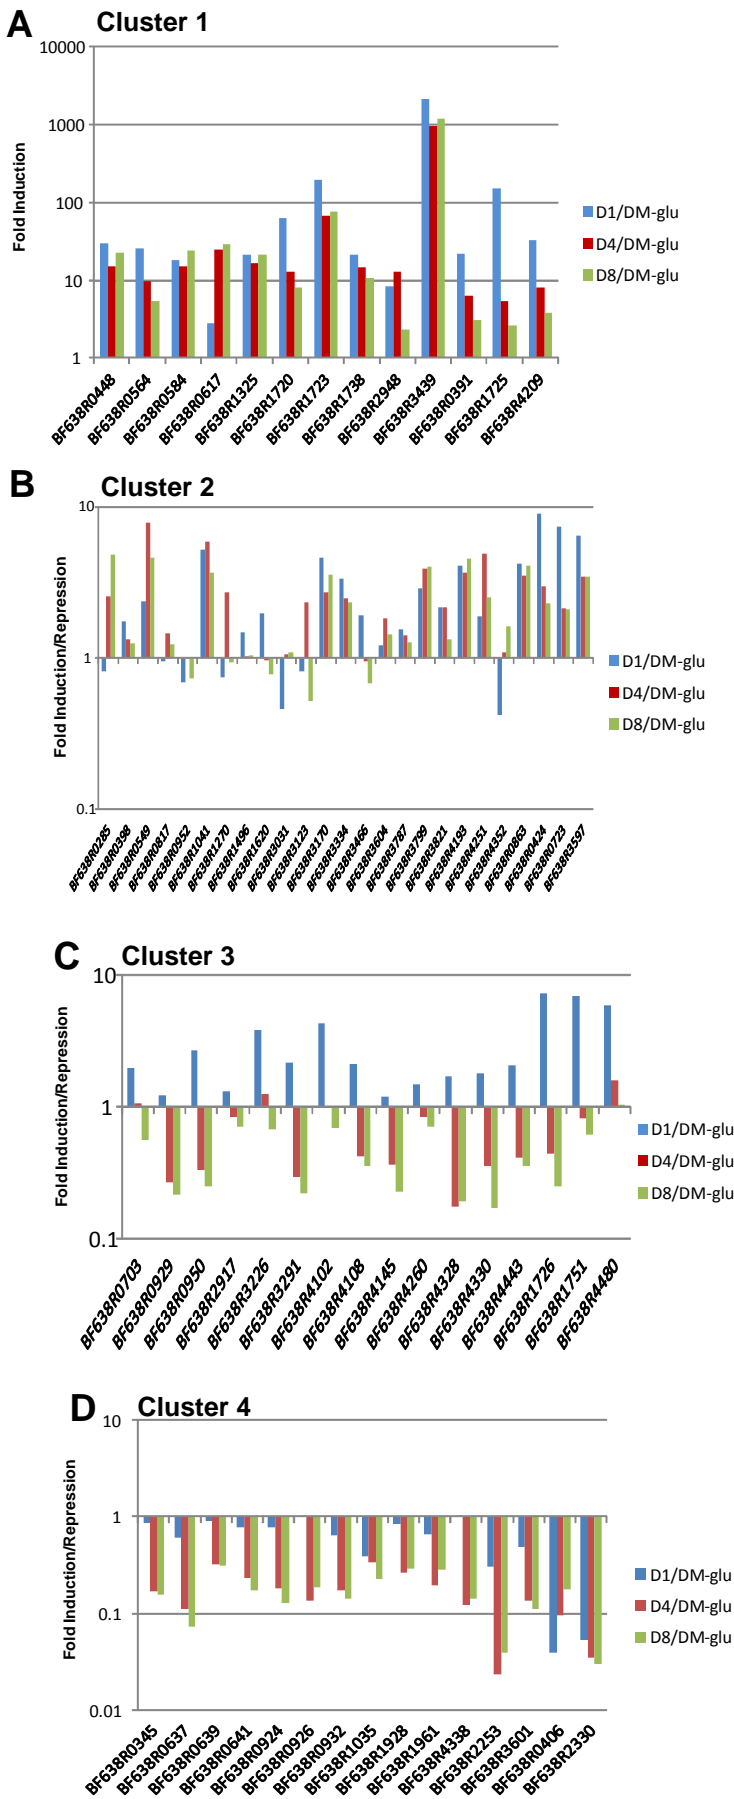 A
Cluster 1
Fold Induction
10000
1000
100
10
1
D1/DM-glu
D4/DM-glu
D8/DM-glu
BF638R0448
BF638R0564
BF638R0584
BF638R0617
BF638R1325
BF638R1720
BF638R1723
BF638R1738
BF638R2948
BF638R3439
BF638R0391
BF638R1725
BF638R4209
B
Cluster 2
Fold Induction/Repression
10
1
0.1
D1/DM-glu
D4/DM-glu
D8/DM-glu
BF638R0285
BF638R0398
BF638R0549
BF638R0817
BF638R0952
BF638R1041
BF638R1270
BF638R1496
BF638R1620
BF638R3031
BF638R3123
BF638R3170
BF638R3334
BF638R3466
BF638R3604
BF638R3787
BF638R3799
BF638R3821
BF638R4193
BF638R4251
BF638R4352
BF638R0863
BF638R0424
BF638R0723
BF638R3597
C
Cluster 3
Fold Induction/Repression
10
1
0.1
D1/DM-glu
D4/DM-glu
D8/DM-glu
BF638R0703
BF638R0929
BF638R0950
BF638R2917
BF638R3226
BF638R3291
BF638R4102
BF638R4108
BF638R4145
BF638R4260
BF638R4328
BF638R4330
BF638R4443
BF638R1726
BF638R1751
BF638R4480
D
Cluster 4
Fold Induction/Repression
10
1
0.1
0.01
D1/DM-glu
D4/DM-glu
D8/DM-glu
BF638R0345
BF638R0637
BF638R0639
BF638R0641
BF638R0924
BF638R0926
BF638R0932
BF638R1035
BF638R1928
BF638R1961
BF638R4338
BF638R2253
BF638R3601
BF638R0406
BF638R2330